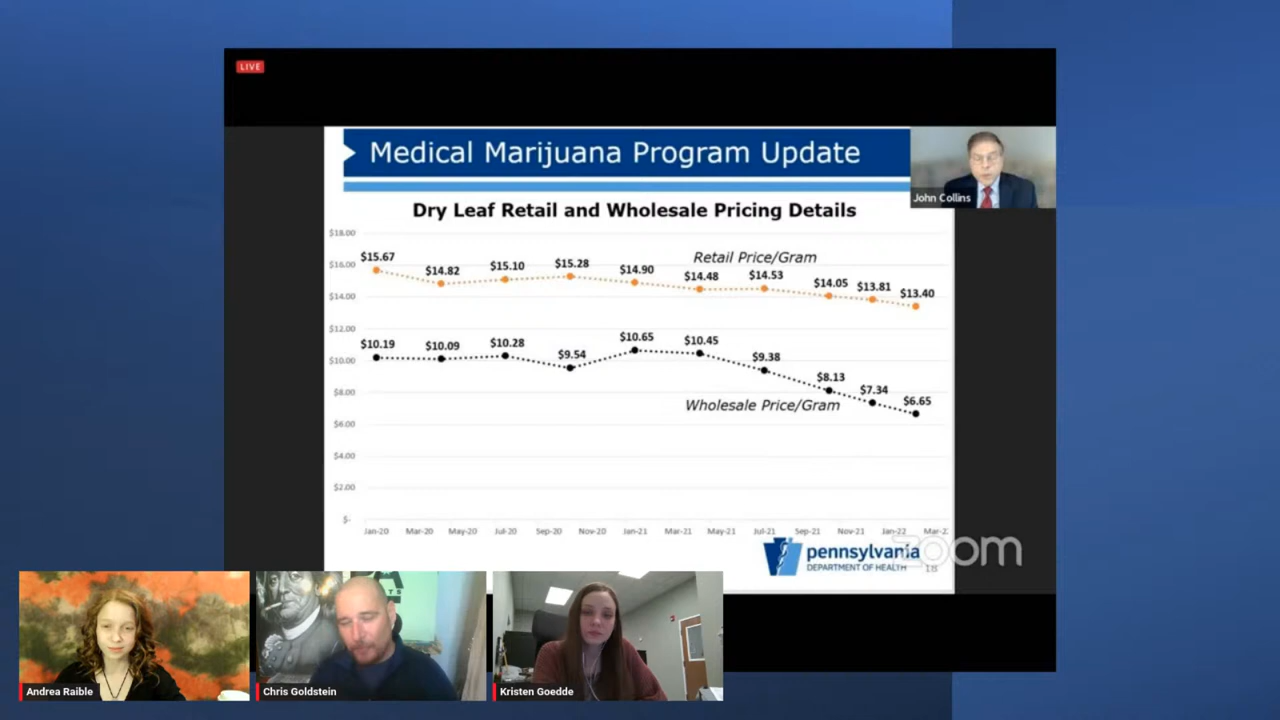 LIVE
Medical Marijuana Program Update
John Collins
Dry Leaf Retail and Wholesale Pricing Details
$18.00
$16.00
$14.00
$12.00
$10.00
$8.00
$6.00
$4.00
$2.00
$-
Retail Price/Gram
$15.67 $14.82 $15.10 $15.28 $14.90 $14.48 $14.53 $14.05 $13.81 $13.40
$10.19 $10.09 $10.28 $9.54 $10.65 $10.45 $9.38 $8.13 $7.34 $6.65
Wholesale Price/Gram
Jan-20 Mar-20 May-20 Jul-20 Sep-20 Nov-20 Jan-21 Mar-21 May-21 Jul-21 Sep-21 Nov-21 Jan-22 Mar-2
pennsylvania
DEPARTMENT OF HEALTH 18
zoom
Andrea Raible
Chris Goldstein
Kristen Goedde